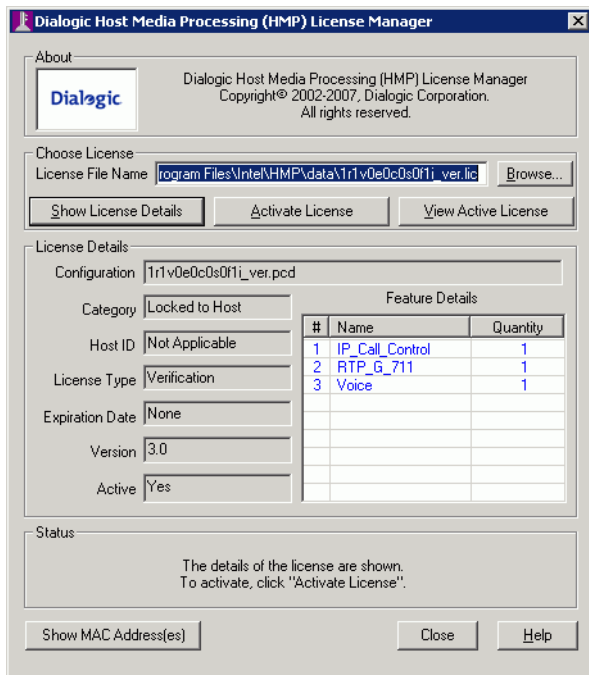 Dialogic Host Media Processing (HMP) License Manager
About
Dialogic
Dialogic Host Media Processing (HMP) License Manager
Copyright© 2002-2007, Dialogic Corporation.
All rights reserved.
Choose License
License File Name rogram Files\Intel\HMP\data\1r1v0e0c0s0f1i_ver.lic Browse...
Show License Details Activate License View Active License
License Details
Configuration 1r1v0e0c0s0f1i_ver.pcd
Category Locked to Host
Host ID Not Applicable
License Type Verification
Expiration Date None
Version 3.0
Active Yes
Feature Details
# Name Quantity
1 IP_Call_Control 1
2 RTP_G_711 1
3 Voice 1
Status
The details of the license are shown.
To activate, click "Activate License".
Show MAC Address(es) Close Help